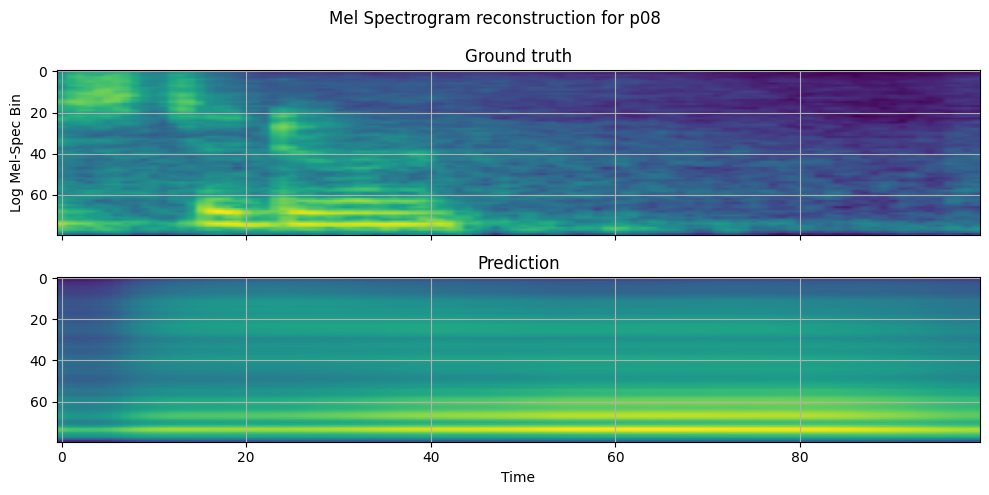 Mel Spectrogram reconstruction for p08
Ground truth
Log Mel-Spec Bin
0
20
40
60
Prediction
0
20
40
60
0 20 40 60 80
Time